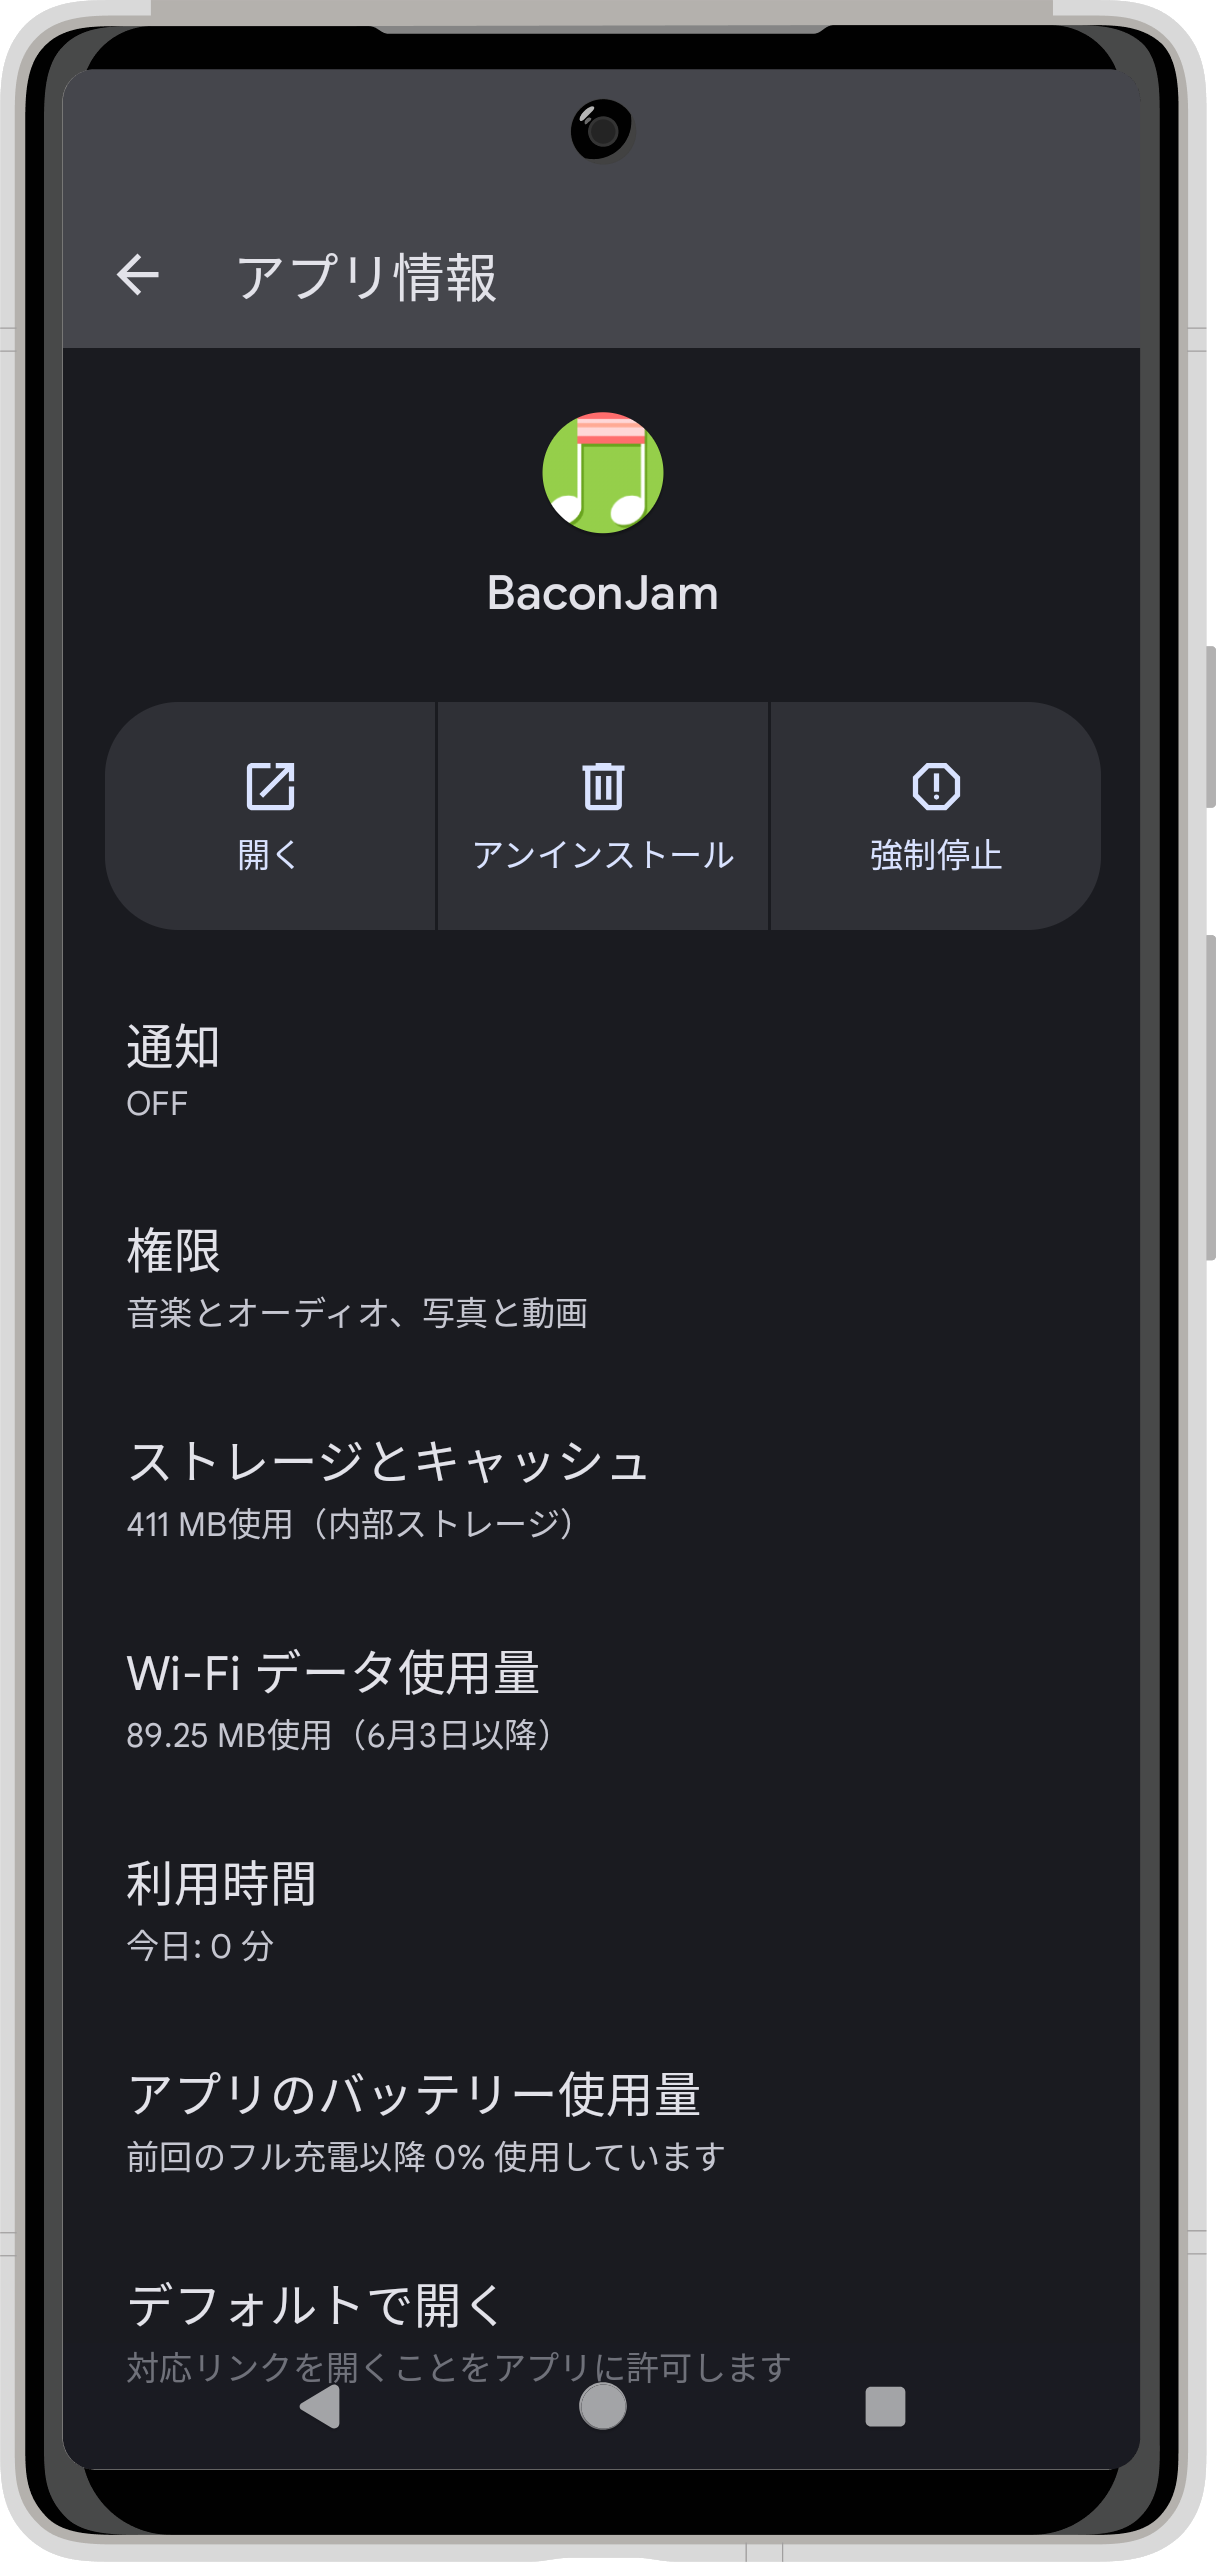 アプリ情報
BaconJam
開く
アンインストール
強制停止
通知
OFF
権限
音楽とオーディオ、写真と動画
ストレージとキャッシュ
411 MB使用（内部ストレージ）
Wi-Fi データ使用量
89.25 MB使用（6月3日以降）
利用時間
今日: 0 分
アプリのバッテリー使用量
前回のフル充電以降 0% 使用しています
デフォルトで開く
対応リンクを開くことをアプリに許可します